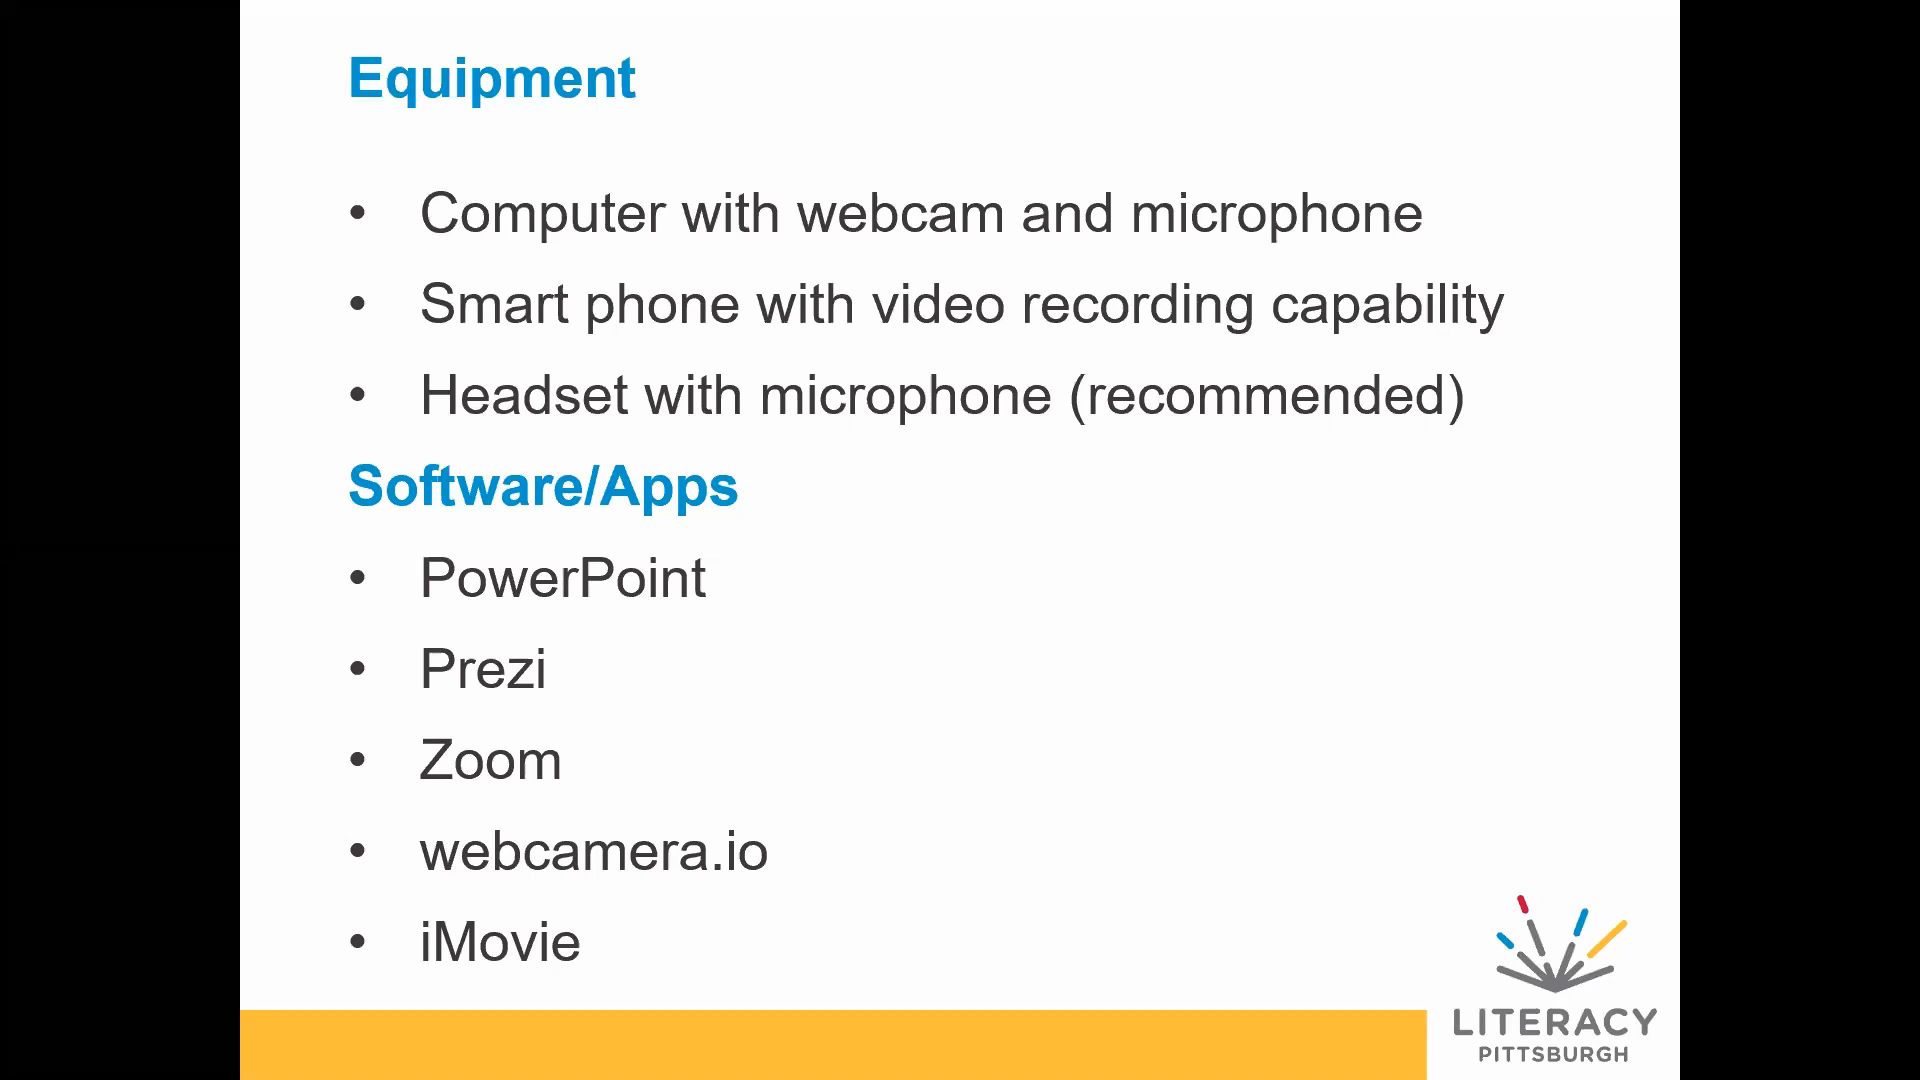 Equipment
• Computer with webcam and microphone
• Smart phone with video recording capability
• Headset with microphone (recommended)
Software/Apps
• PowerPoint
• Prezi
• Zoom
• webcamera.io
• iMovie
LITERACY
PITTSBURGH